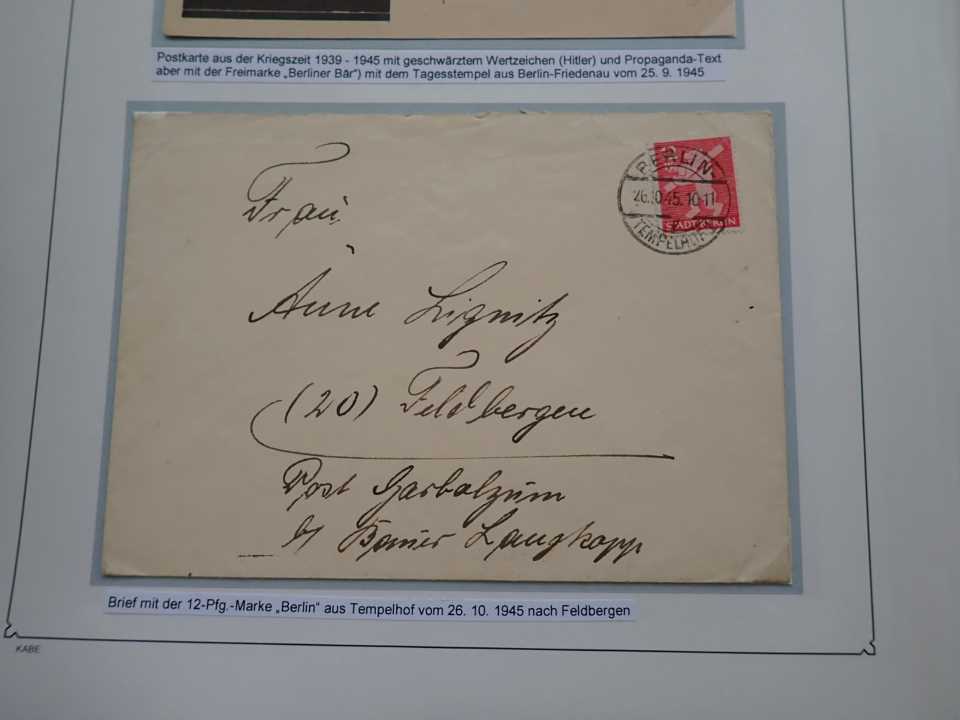 Postkarte aus der Kriegszeit 1939 - 1945 mit geschwärztem Wertzeichen (Hitler) und Propaganda-Text
aber mit der Freimarke „Berliner Bär") mit dem Tagesstempel aus Berlin-Friedenau vom 25. 9. 1945
BERLIN-
26.10.45.10-11
TEMPELHOF
STADT BERLIN
Frau
Anne Lignitz
(20) Feldbergen
Post Garbolzum
b/ Bauer Langkopp
Brief mit der 12-Pfg.-Marke „Berlin" aus Tempelhof vom 26. 10. 1945 nach Feldbergen
KABE